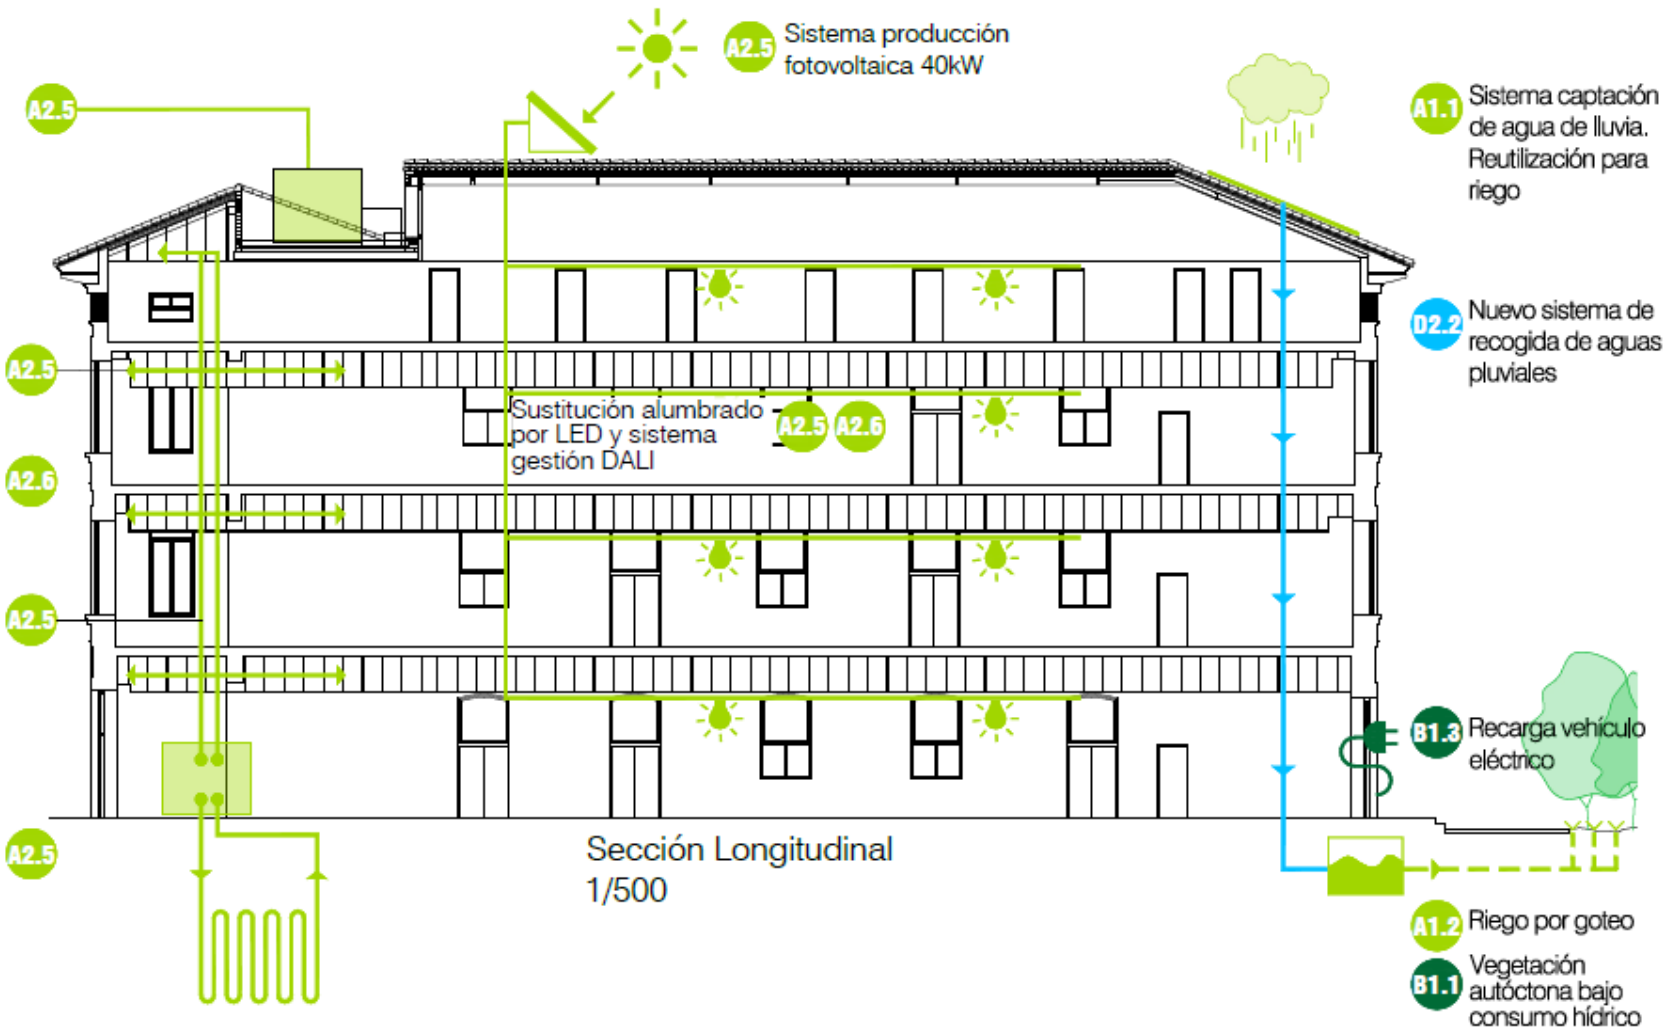 A2.5
Sistema producción
fotovoltaica 40kW
A2.5
A1.1
Sistema captación
de agua de lluvia.
Reutilización para
riego
D2.2
Nuevo sistema de
recogida de aguas
pluviales
A2.5
Sustitución alumbrado
por LED y sistema
gestión DALI
A2.5 A2.6
A2.6
A2.5
B1.3
Recarga vehículo
eléctrico
A2.5
Sección Longitudinal
1/500
A1.2
Riego por goteo
B1.1
Vegetación
autóctona bajo
consumo hídrico